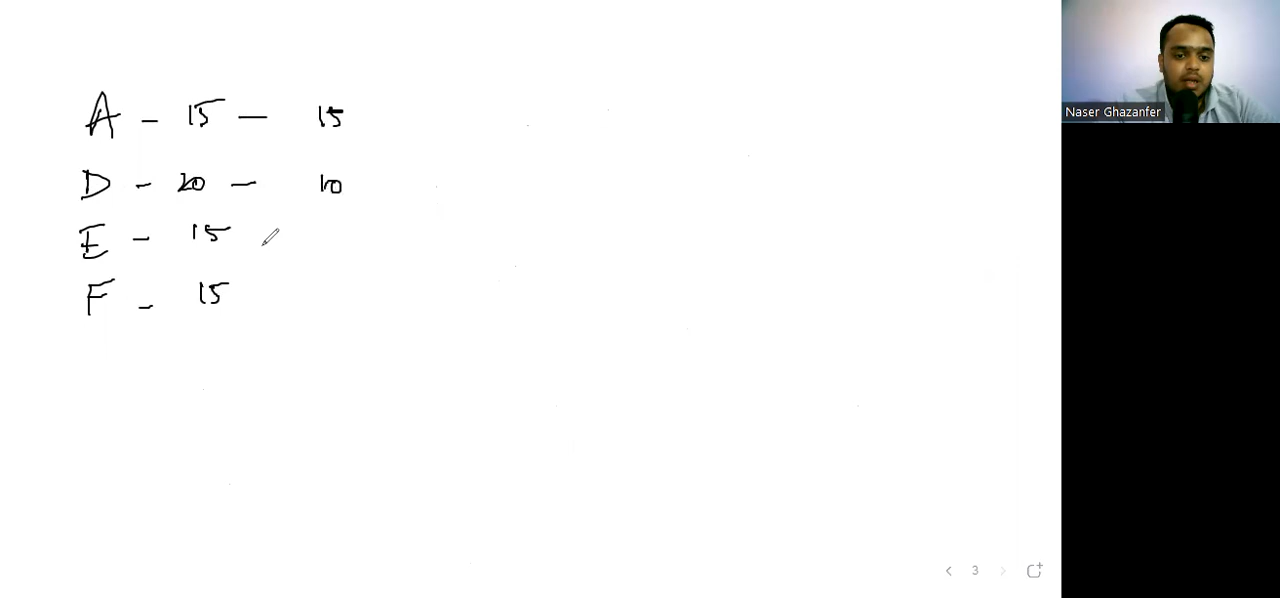 A - 15 - 15
D - 20 - 10
E - 15
F - 15
Naser Ghazanfer
3